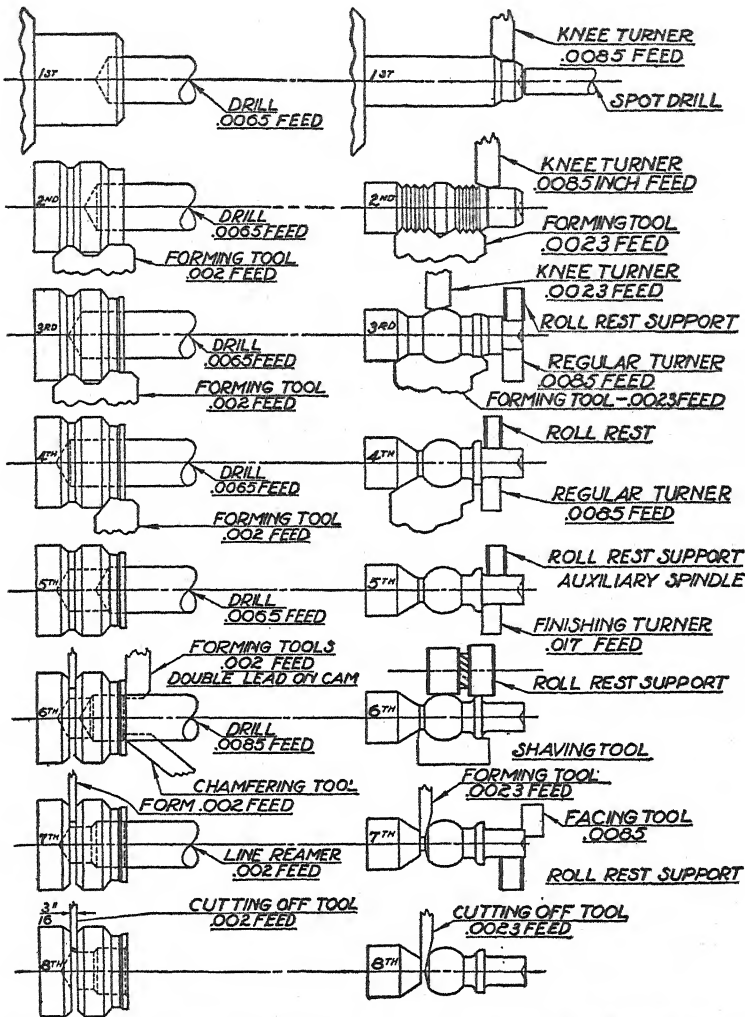 1ST
DRILL
.0065 FEED
2ND
DRILL
.0065 FEED
FORMING TOOL
.002 FEED
3RD
DRILL
.0065 FEED
FORMING TOOL
.002 FEED
4TH
DRILL
.0065 FEED
FORMING TOOL
.002 FEED
5TH
DRILL
.0065 FEED
FORMING TOOLS
.002 FEED
DOUBLE LEAD ON CAM
6TH
DRILL
.0085 FEED
CHAMFERING TOOL
FORM .002 FEED
7TH
LINE REAMER
.002 FEED
3"
16
CUTTING OFF TOOL
.002 FEED
8TH
KNEE TURNER
.0085 FEED
1ST
SPOT DRILL
KNEE TURNER
.0085 INCH FEED
2ND
FORMING TOOL
.0023 FEED
KNEE TURNER
.0023 FEED
3RD
ROLL REST SUPPORT
REGULAR TURNER
.0085 FEED
FORMING TOOL-.0023 FEED
ROLL REST
4TH
REGULAR TURNER
.0085 FEED
ROLL REST SUPPORT
AUXILIARY SPINDLE
5TH
FINISHING TURNER
.017 FEED
ROLL REST SUPPORT
6TH
SHAVING TOOL
FORMING TOOL
.0023 FEED
FACING TOOL
.0085
7TH
ROLL REST SUPPORT
CUTTING OFF TOOL
.0023 FEED
8TH